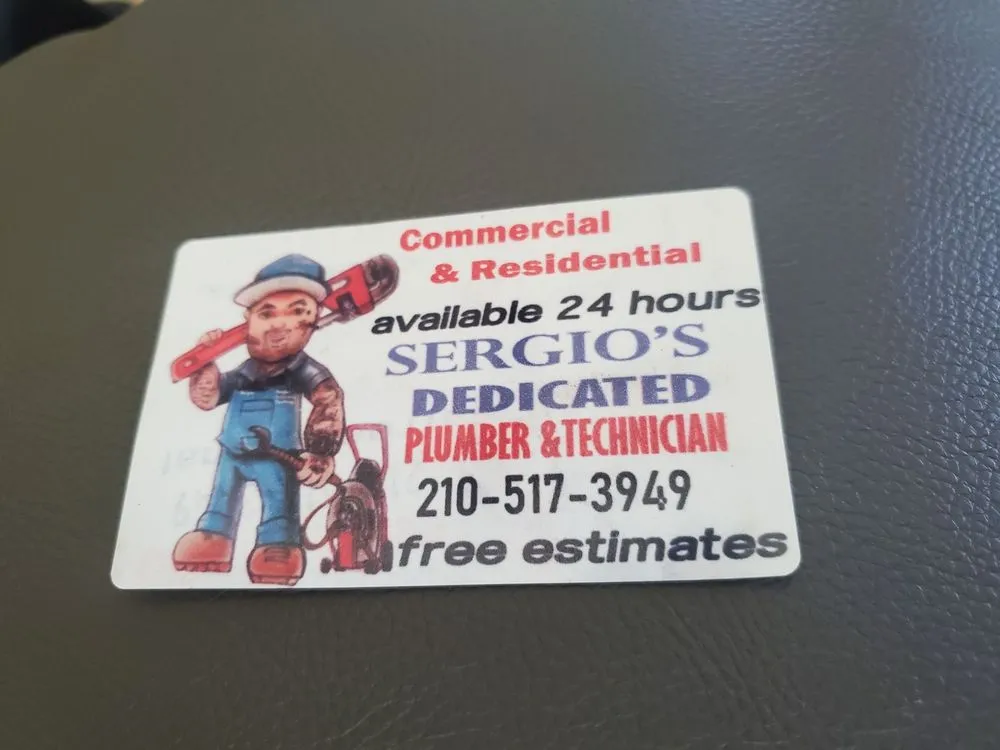 Commercial
& Residential
available 24 hours
SERGIO'S
DEDICATED
PLUMBER &TECHNICIAN
210-517-3949
free estimates